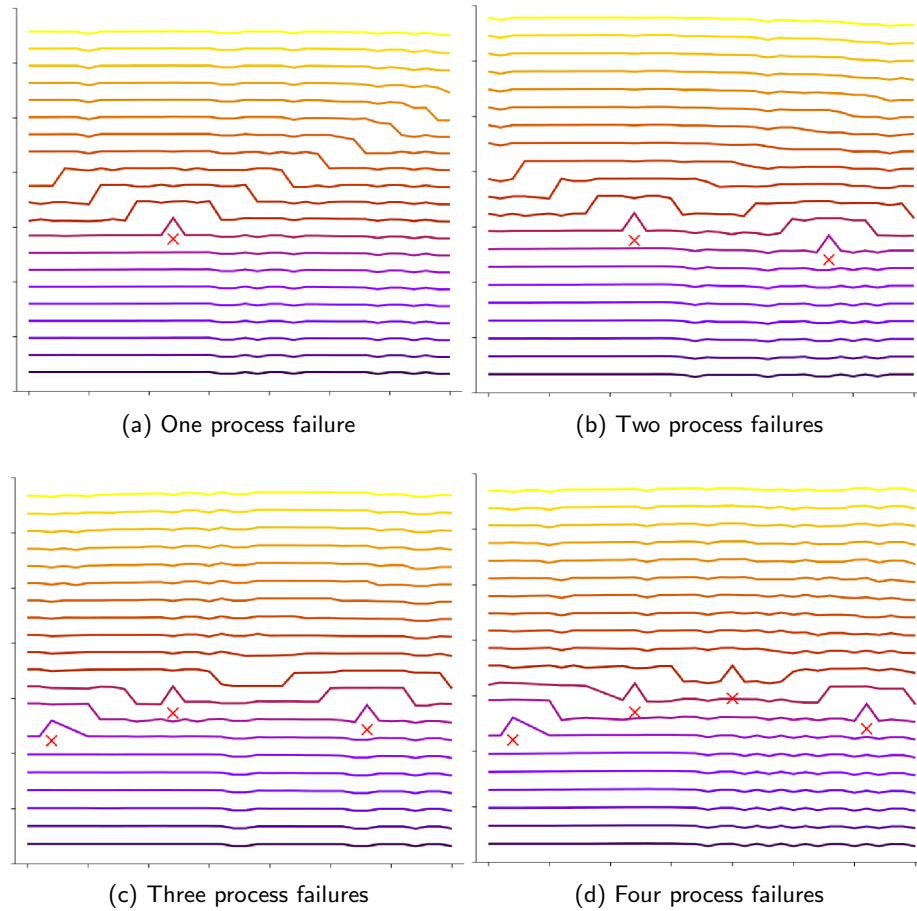 (a) One process failure
(b) Two process failures
(c) Three process failures
(d) Four process failures